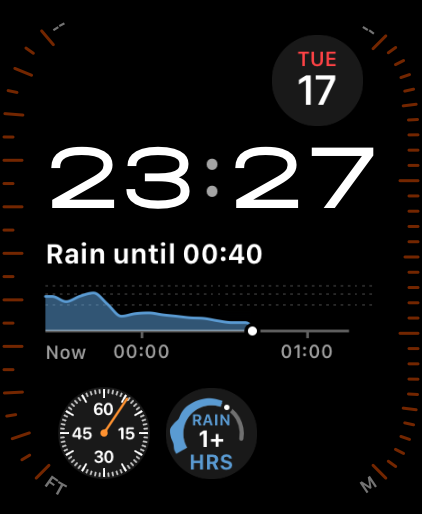 --
--
TUE
17
23:27
Rain until 00:40
Now 00:00 01:00
60
45 15
30
RAIN
1+
HRS
FT
M